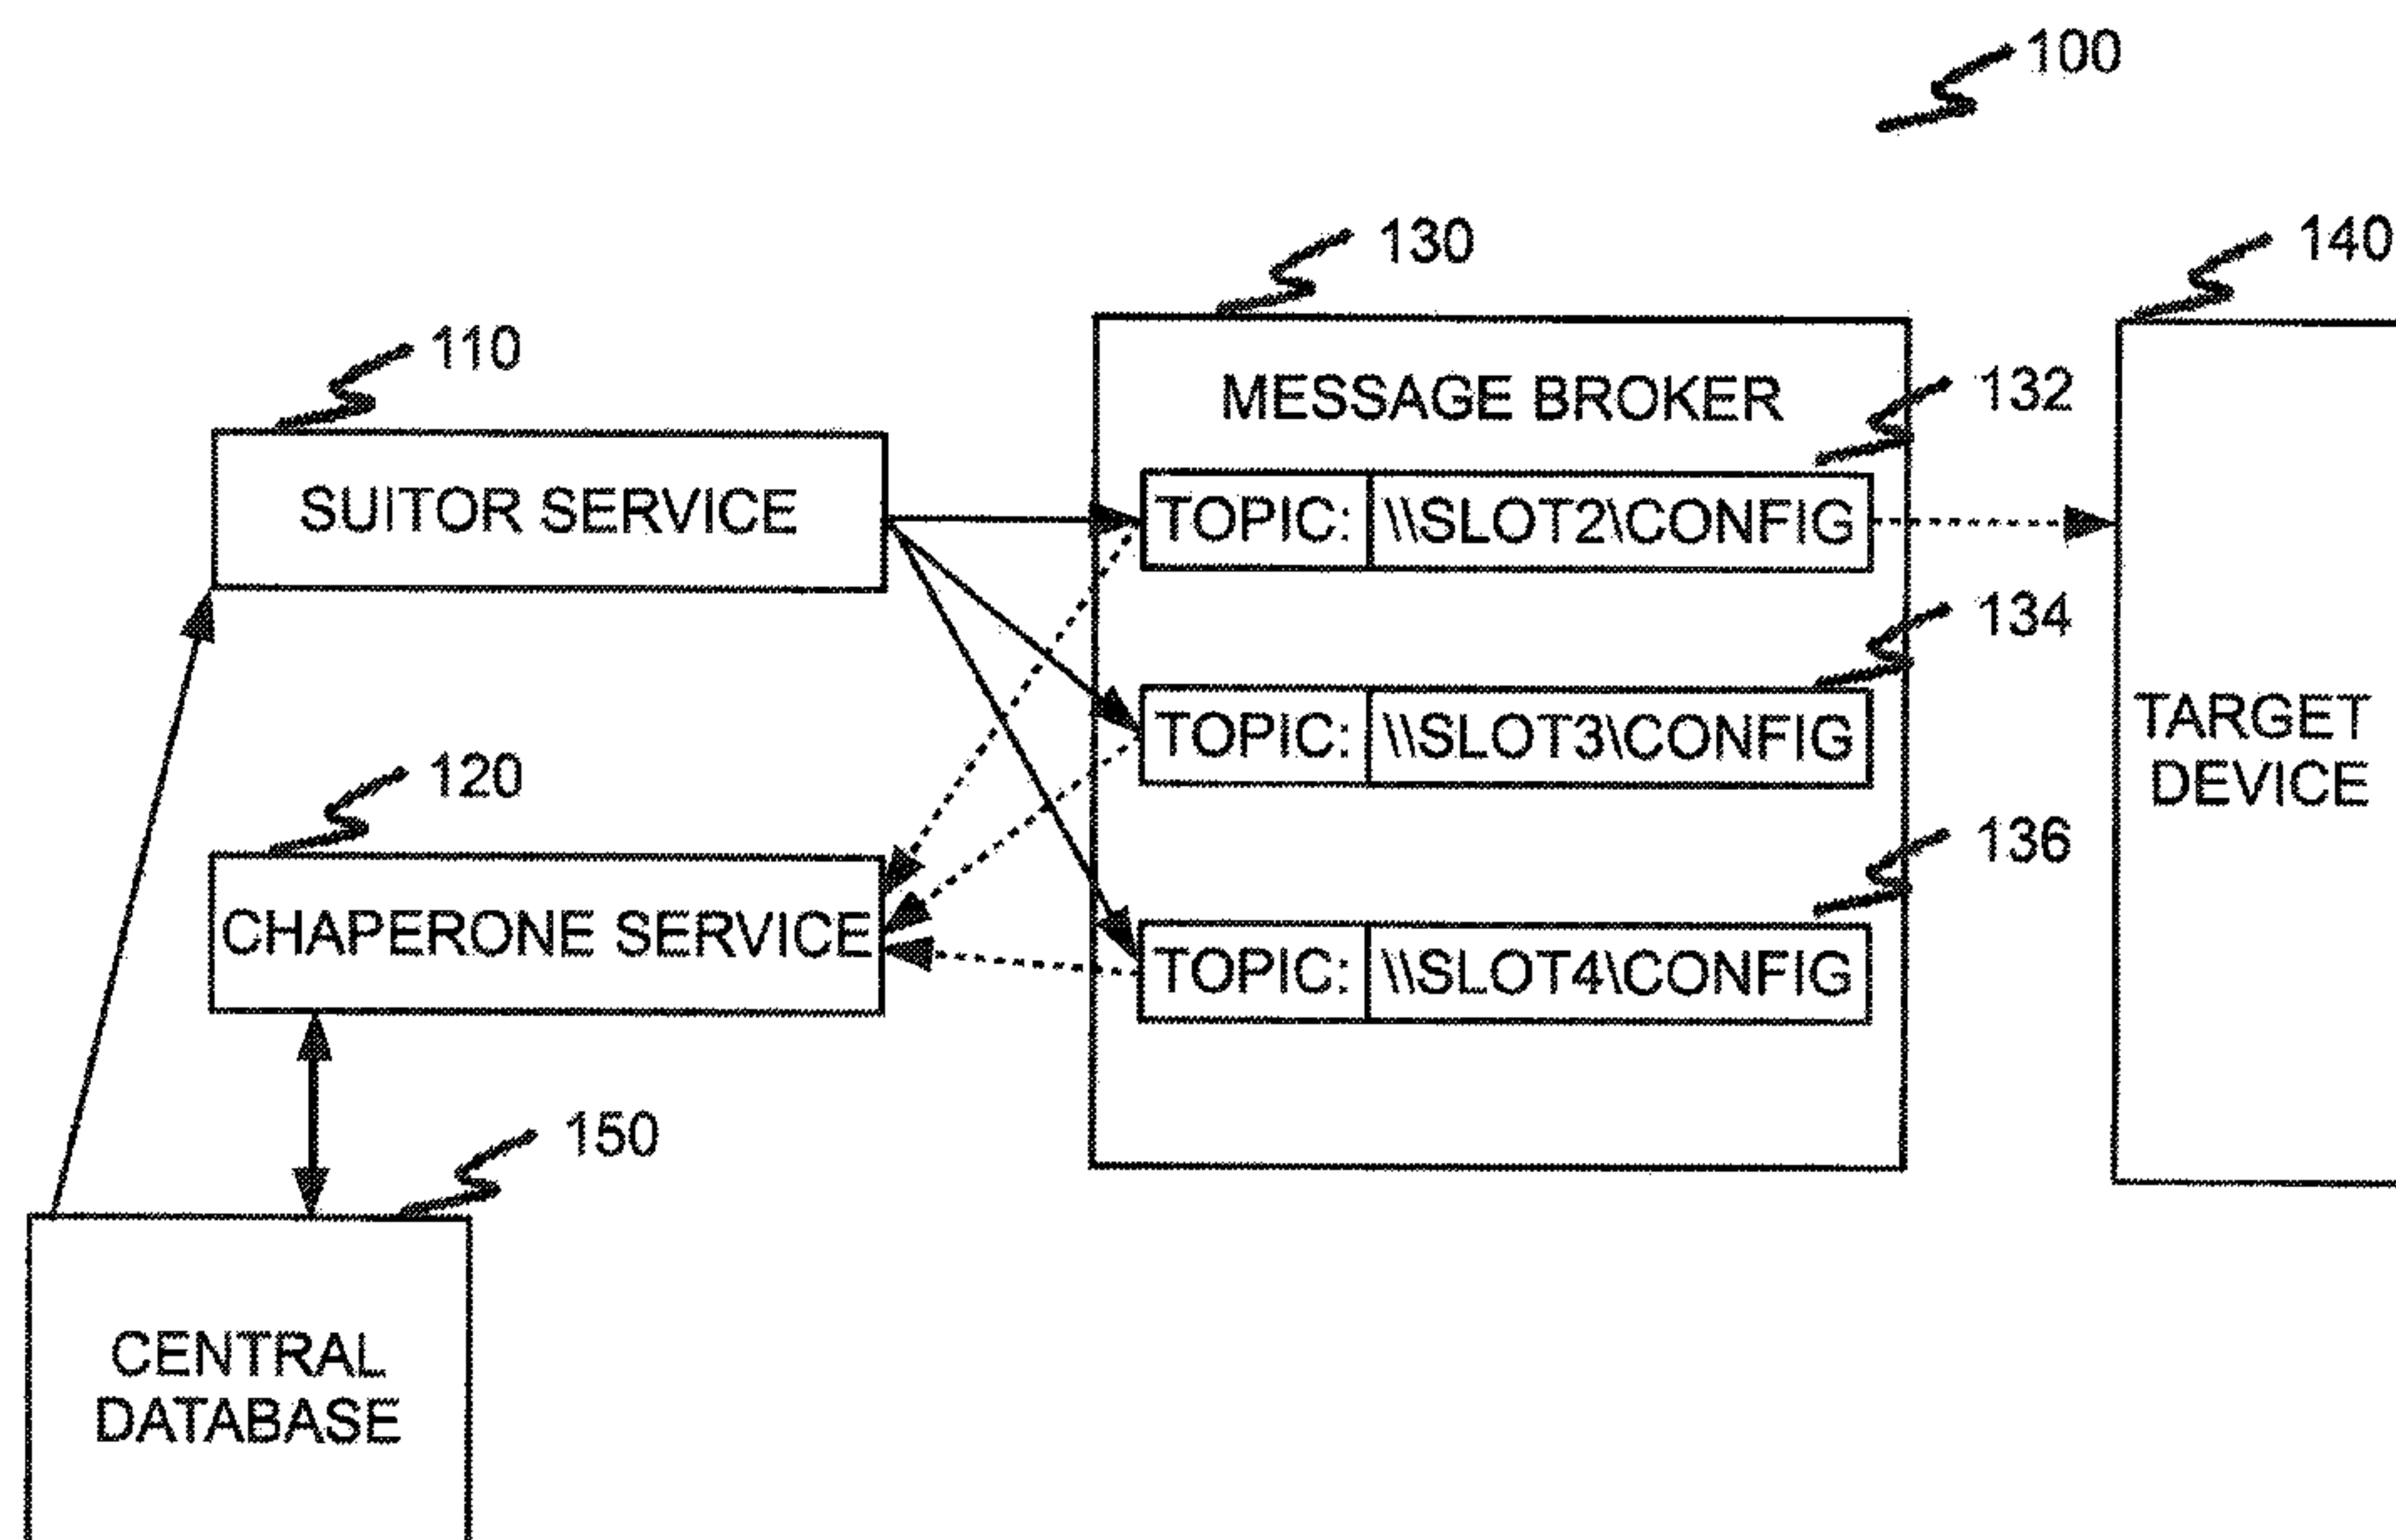 100
130
140
110
MESSAGE BROKER
132
SUITOR SERVICE
TOPIC: \\SLOT2\CONFIG
134
TOPIC: \\SLOT3\CONFIG
TARGET
DEVICE
120
136
CHAPERONE SERVICE
TOPIC: \\SLOT4\CONFIG
150
CENTRAL
DATABASE